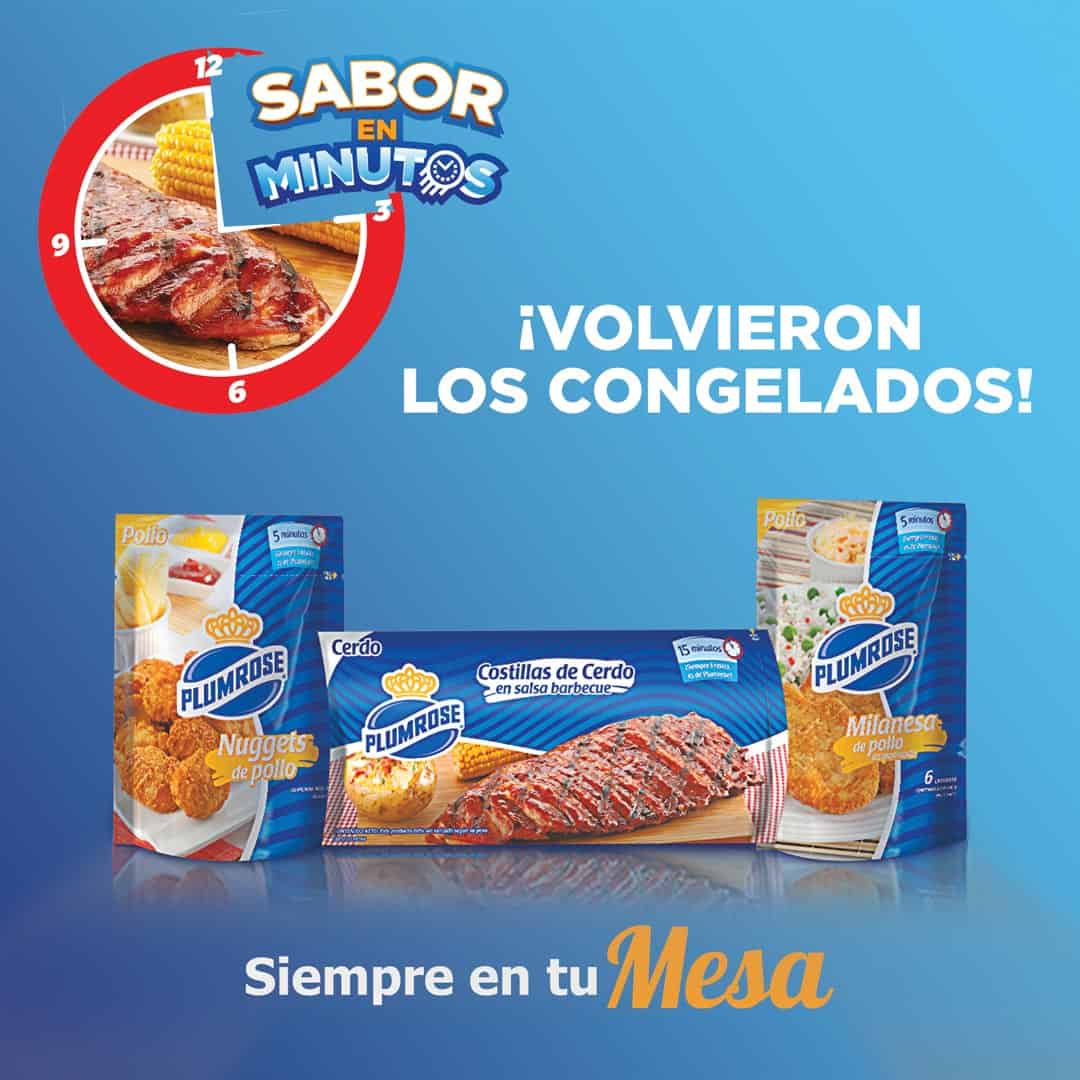 12
3
6
9
SABOR
EN
MINUTOS
¡VOLVIERON
LOS CONGELADOS!
Pollo
5 minutos
PLUMROSE
Nuggets
de pollo
Cerdo
PLUMROSE
Costillas de Cerdo
en salsa barbecue
15 minutos
Pollo
5 minutos
PLUMROSE
Milanesa
de pollo
6
Siempre en tu Mesa